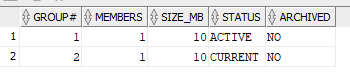 GROUP# MEMBERS SIZE_MB STATUS ARCHIVED
1 1 1 10 ACTIVE NO
2 2 1 10 CURRENT NO